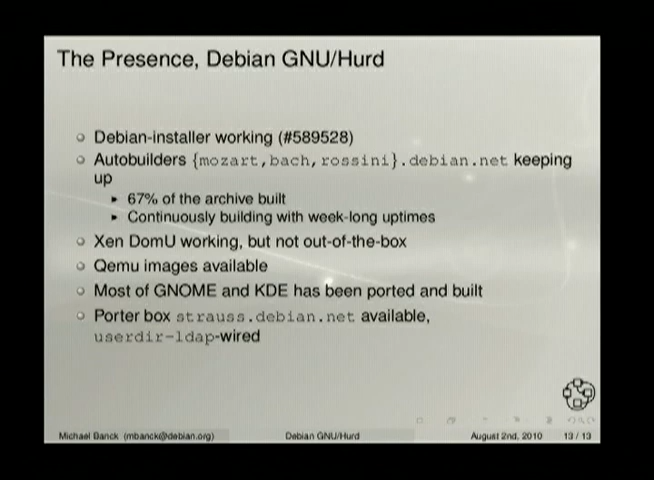 The Presence, Debian GNU/Hurd
Debian-installer working (#589528)
Autobuilders {mozart,bach,rossini}.debian.net keeping
up
67% of the archive built
Continuously building with week-long uptimes
Xen DomU working, but not out-of-the-box
Qemu images available
Most of GNOME and KDE has been ported and built
Porter box strauss.debian.net available,
userdir-ldap-wired
Michael Banck (mbanck@debian.org) Debian GNU/Hurd August 2nd, 2010 13 / 13